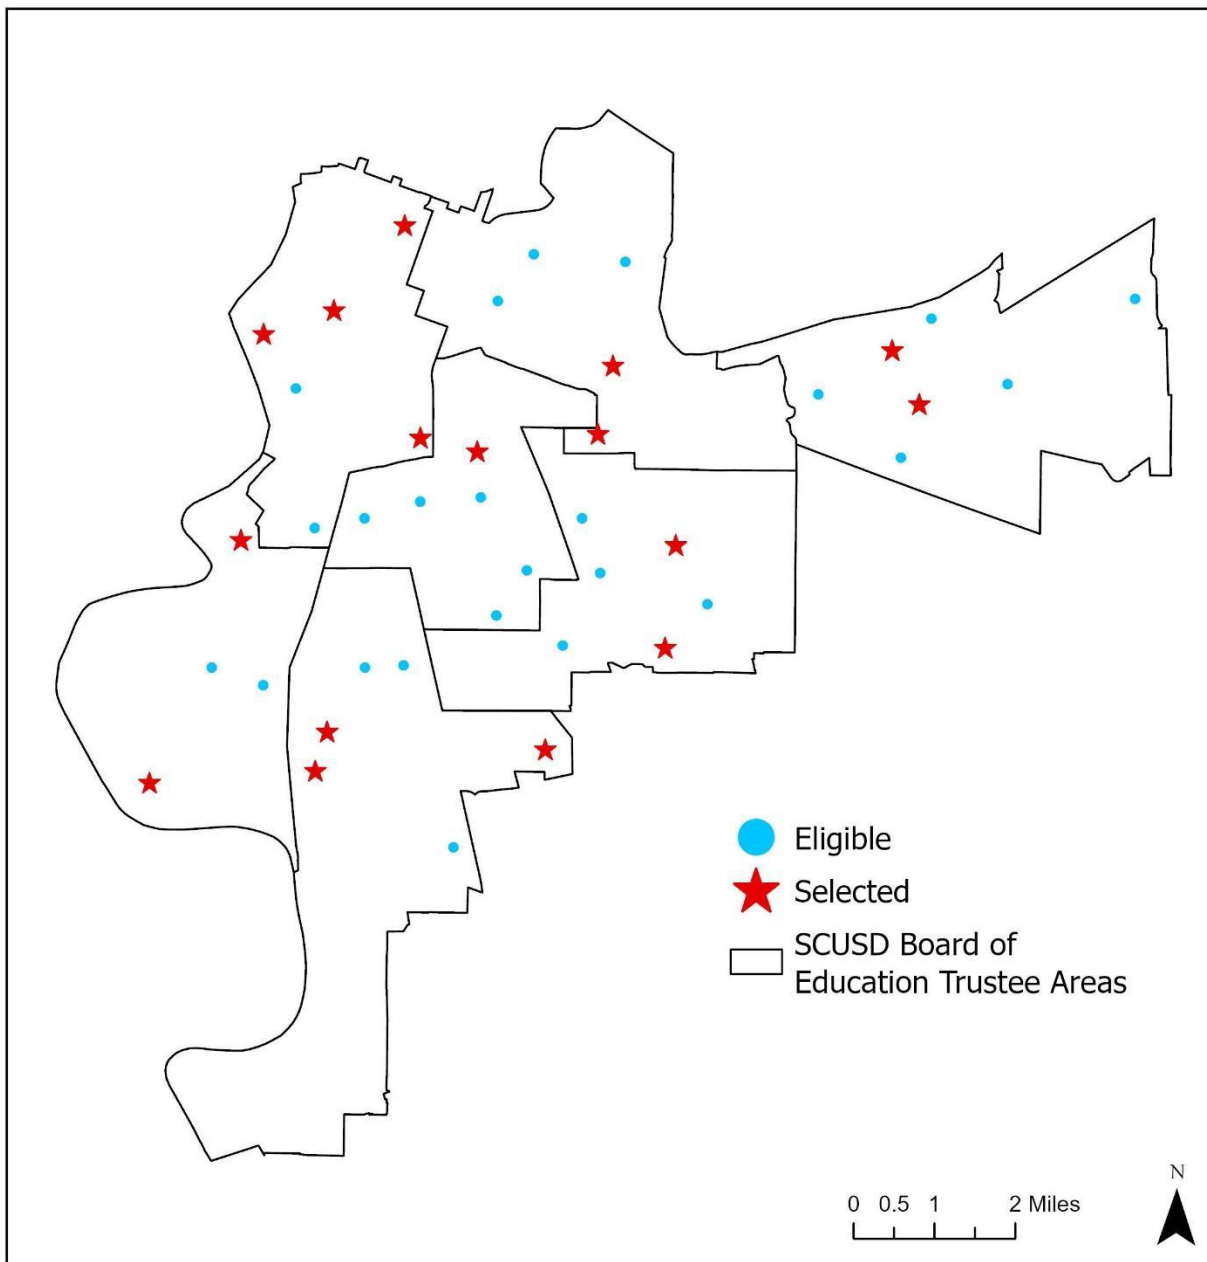 Eligible
Selected
SCUSD Board of
Education Trustee Areas
N
0 0.5 1 2 Miles